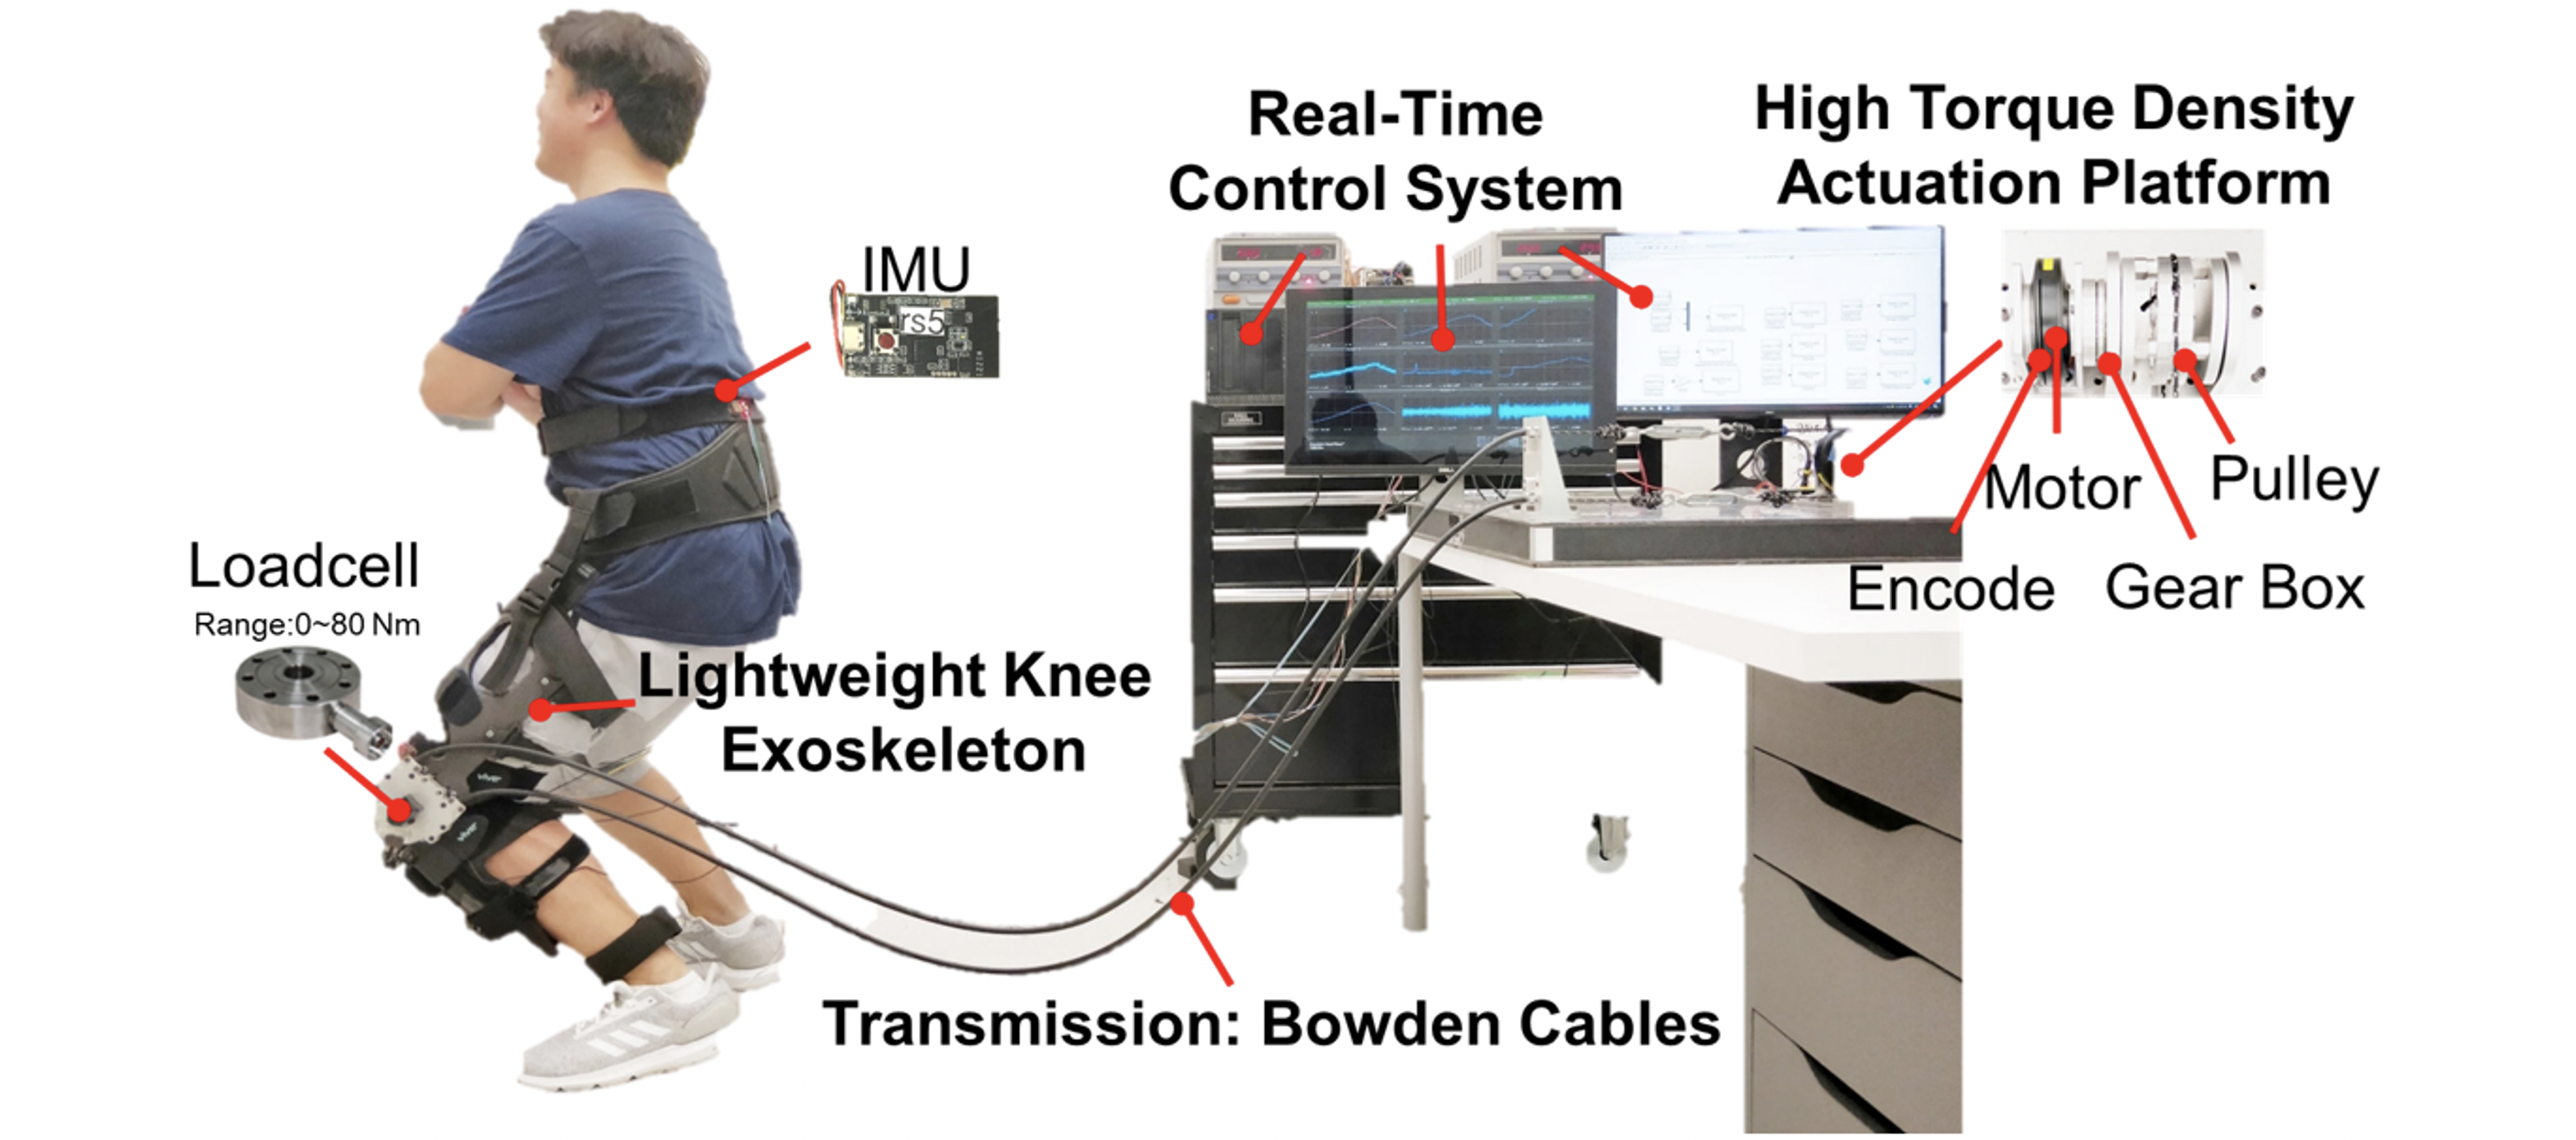 IMU
rs5
Real-Time
Control System
High Torque Density
Actuation Platform
Motor
Pulley
Encode
Gear Box
Loadcell
Range:0~80 Nm
Lightweight Knee
Exoskeleton
Transmission: Bowden Cables